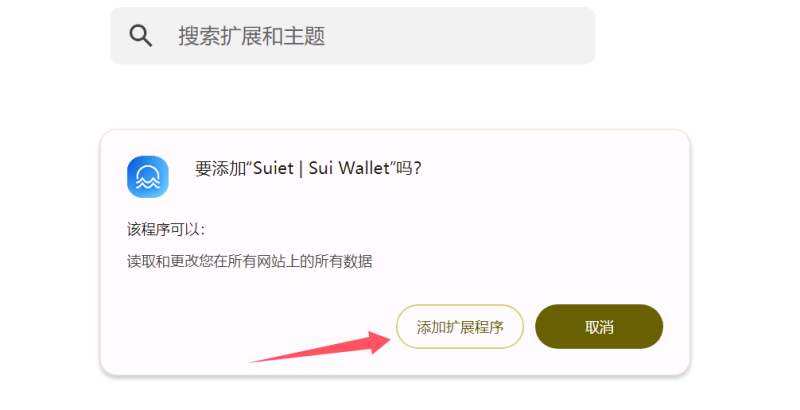 搜索扩展和主题
要添加“Suiet | Sui Wallet”吗?
该程序可以：
读取和更改您在所有网站上的所有数据
添加扩展程序
取消